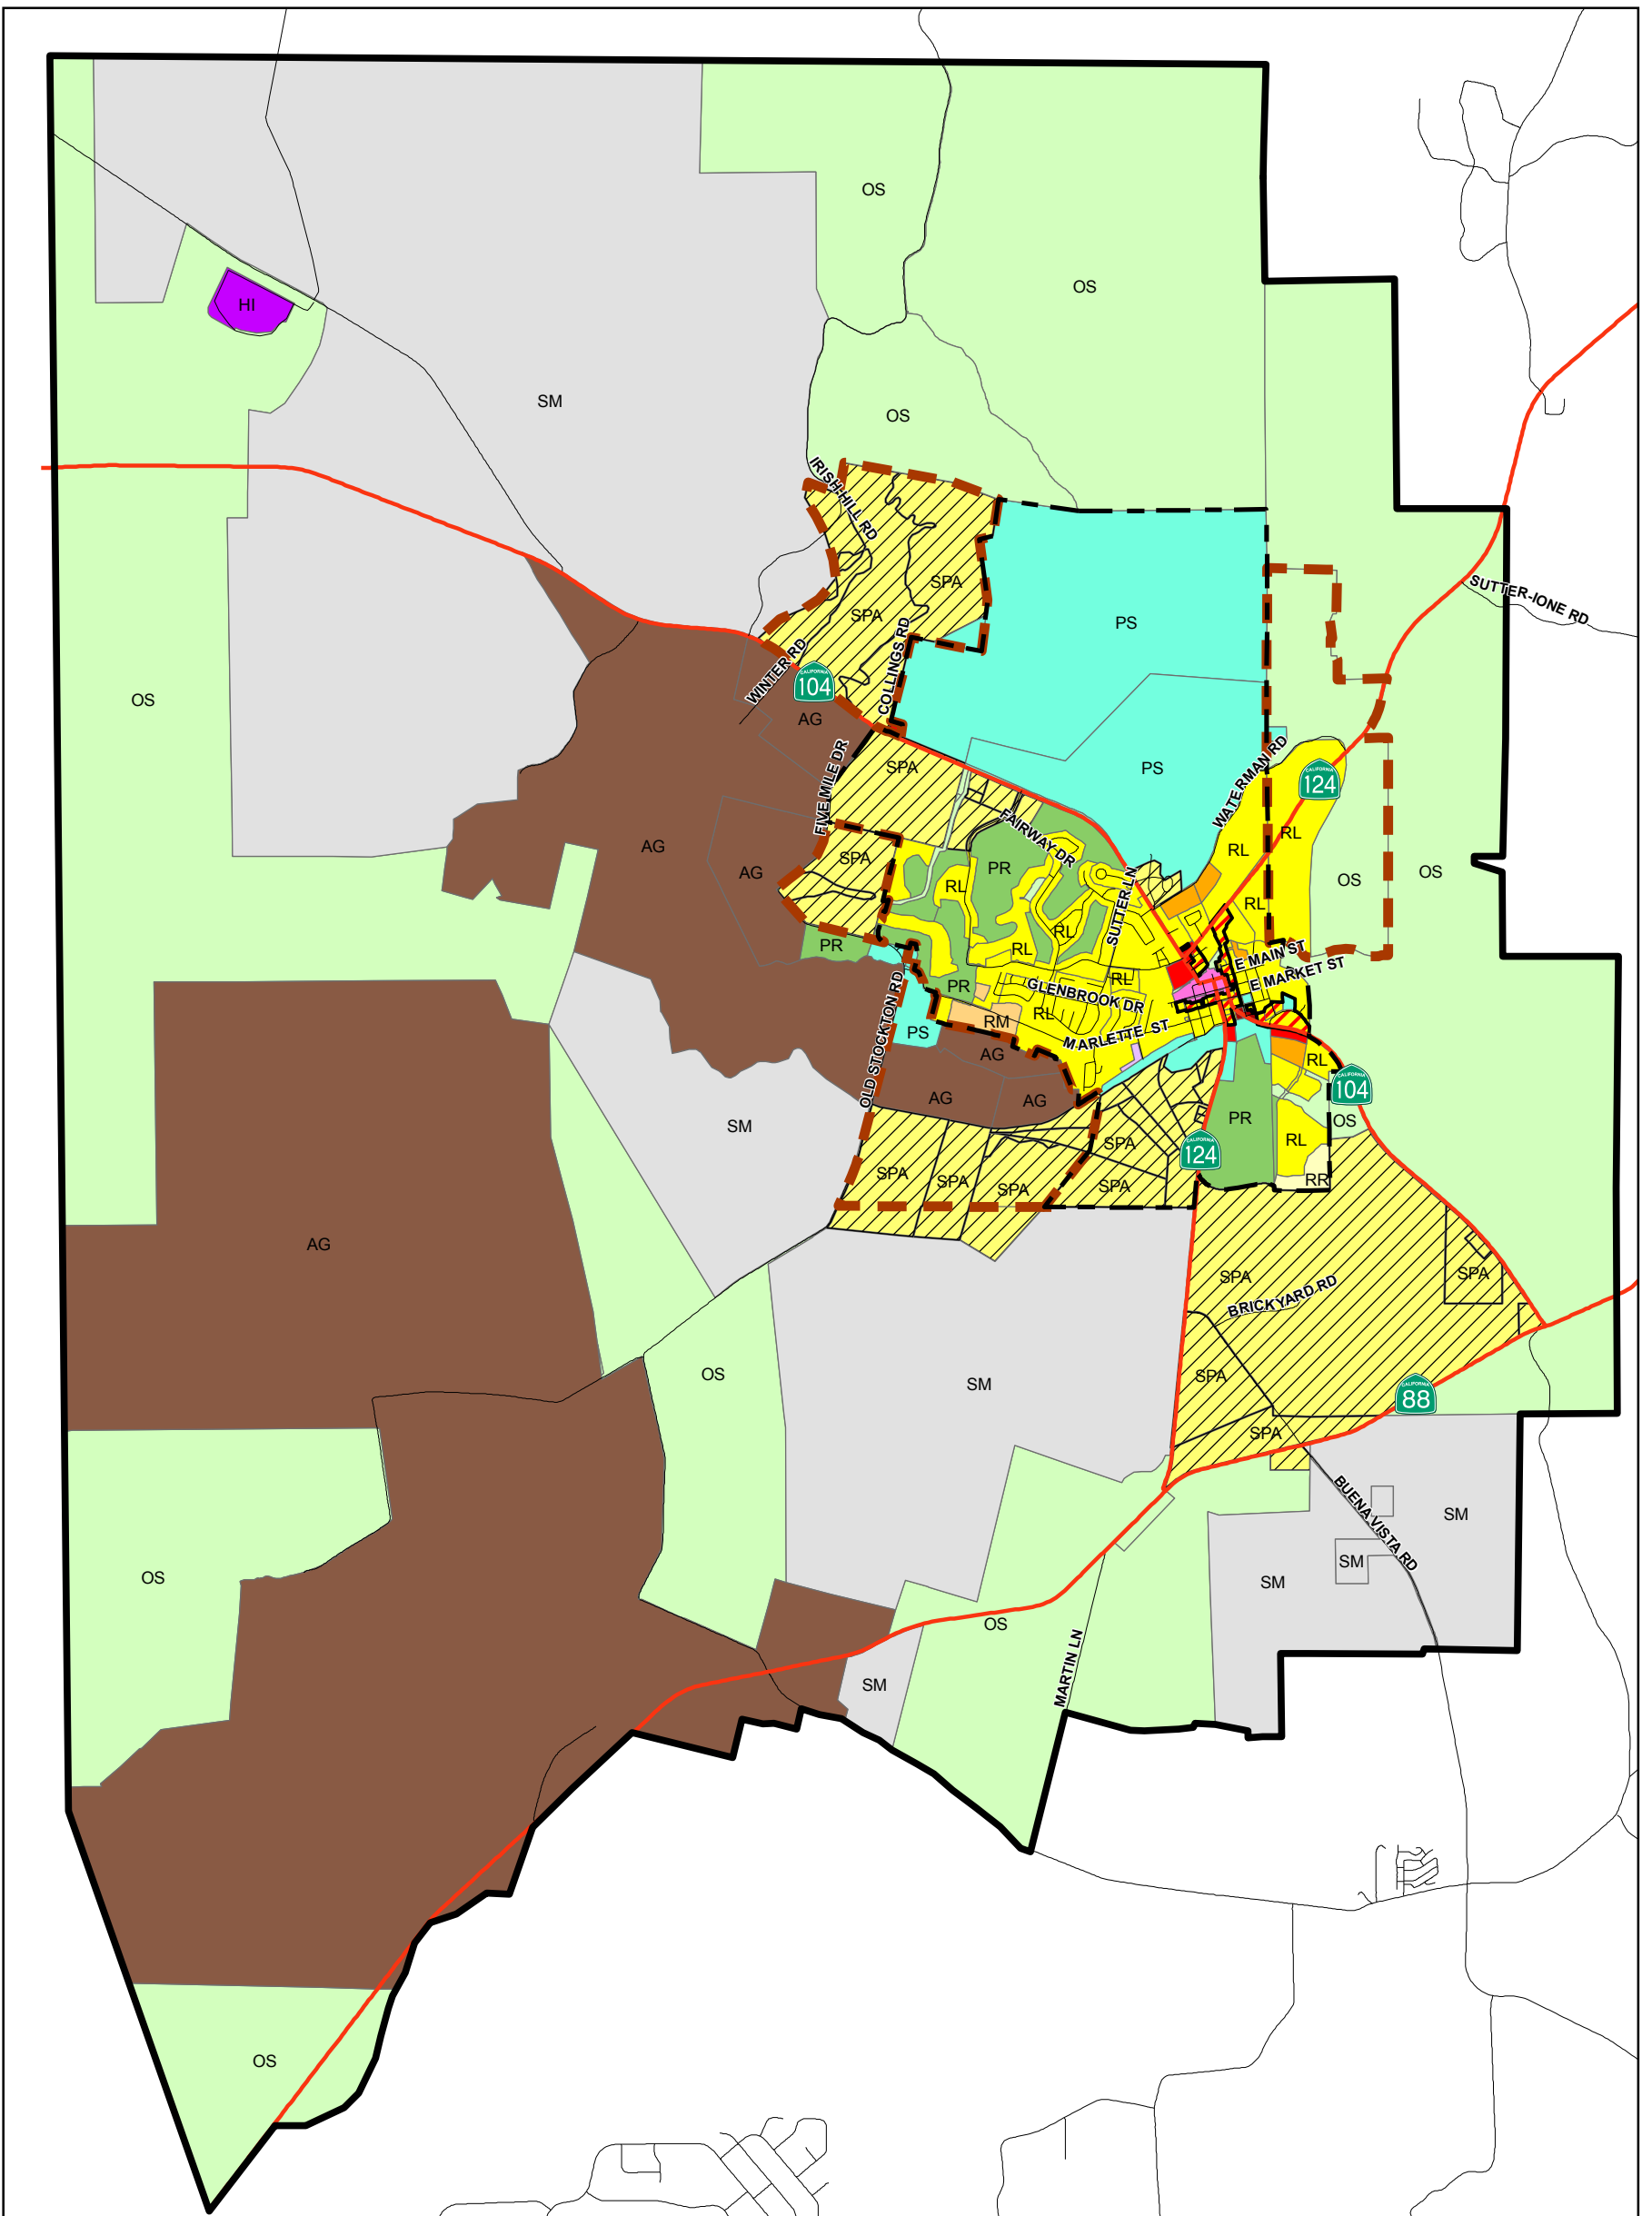 OS
OS
HI
SM
OS
IRISH HILL RD
SPA
SUTTER-IONE RD
SPA
PS
WINTER RD
COLLINGS RD
CALIFORNIA
104
OS
AG
FIVE MILE DR
SPA
PS
WATERMAN RD
CALIFORNIA
124
FAIRWAY DR
RL
AG
SPA
RL
AG
PR
OS
OS
RL
SUTTER LN
RL
RL
PR
RL
E MAIN ST
E MARKET ST
RL
PR
GLENBROOK DR
RL
RM
MARLETTE ST
PS
OLD STOCKTON RD
AG
RL
CALIFORNIA
104
AG
AG
PR
OS
SM
SPA
RL
CALIFORNIA
124
SPA
SPA
SPA
SPA
RR
AG
SPA
SPA
BRICKYARD RD
OS
SM
SPA
CALIFORNIA
88
SPA
BUENA VISTA RD
SM
SM
OS
SM
OS
MARTIN LN
SM
OS